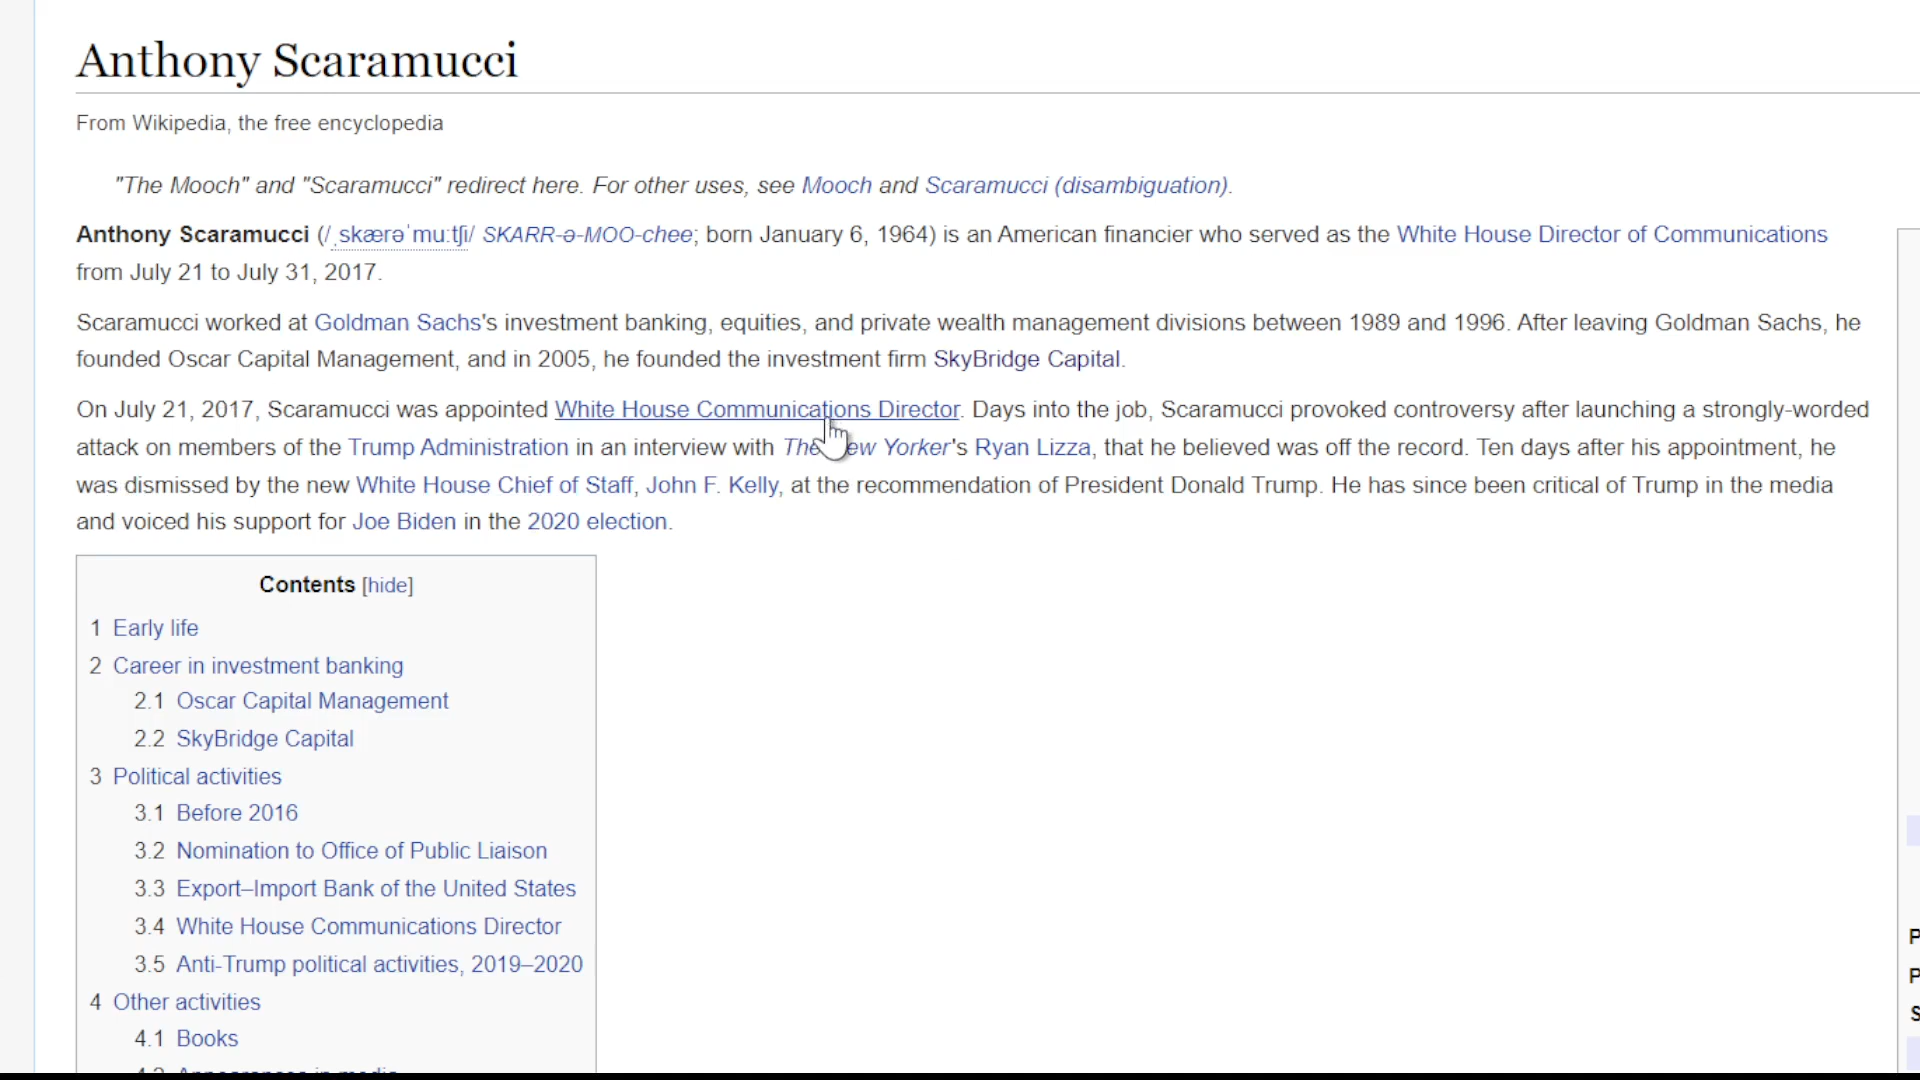 Anthony Scaramucci
From Wikipedia, the free encyclopedia
"The Mooch" and "Scaramucci" redirect here. For other uses, see Mooch and Scaramucci (disambiguation).
Anthony Scaramucci (/ˌskærəˈmuːtʃi/ SKARR-ə-MOO-chee; born January 6, 1964) is an American financier who served as the White House Director of Communications
from July 21 to July 31, 2017.
Scaramucci worked at Goldman Sachs's investment banking, equities, and private wealth management divisions between 1989 and 1996. After leaving Goldman Sachs, he
founded Oscar Capital Management, and in 2005, he founded the investment firm SkyBridge Capital.
On July 21, 2017, Scaramucci was appointed White House Communications Director. Days into the job, Scaramucci provoked controversy after launching a strongly-worded
attack on members of the Trump Administration in an interview with The New Yorker's Ryan Lizza, that he believed was off the record. Ten days after his appointment, he
was dismissed by the new White House Chief of Staff, John F. Kelly, at the recommendation of President Donald Trump. He has since been critical of Trump in the media
and voiced his support for Joe Biden in the 2020 election.
Contents [hide]
1 Early life
2 Career in investment banking
2.1 Oscar Capital Management
2.2 SkyBridge Capital
3 Political activities
3.1 Before 2016
3.2 Nomination to Office of Public Liaison
3.3 Export–Import Bank of the United States
3.4 White House Communications Director
3.5 Anti-Trump political activities, 2019–2020
4 Other activities
4.1 Books
4.2 Appearances in media
P
P
S